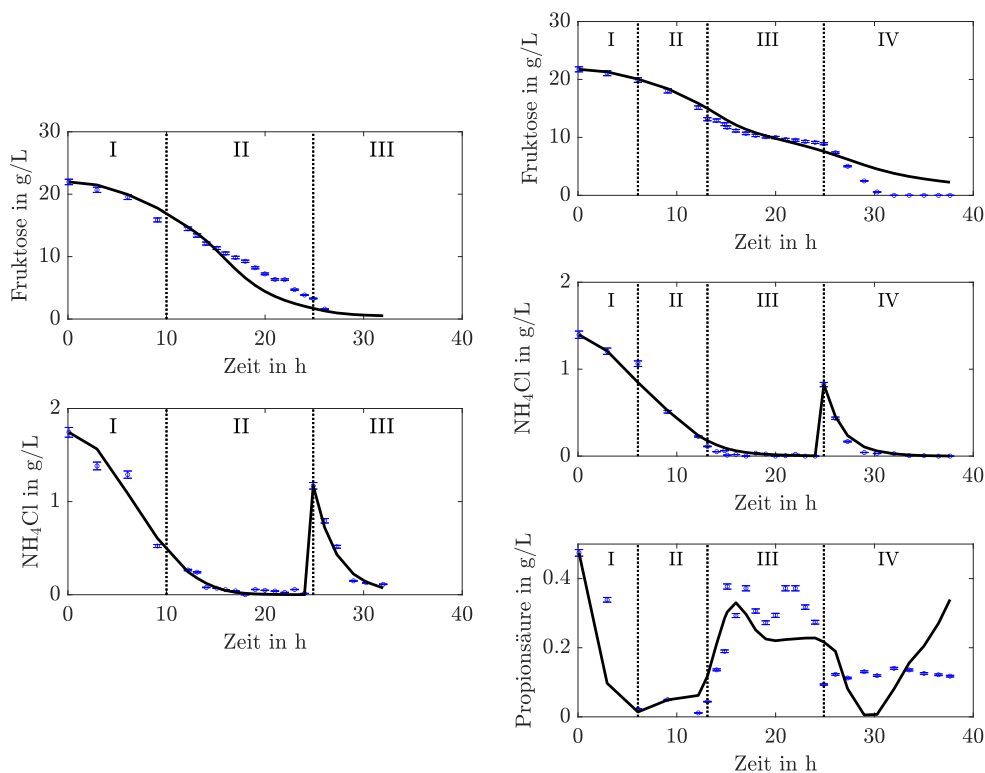 30
20
10
0
Fruktose in g/L
I
II
III
0
10
20
30
40
Zeit in h
2
1
0
NH₄Cl in g/L
I
II
III
0
10
20
30
40
Zeit in h
30
20
10
0
Fruktose in g/L
I
II
III
IV
0
10
20
30
40
Zeit in h
2
1
0
NH₄Cl in g/L
I
II
III
IV
0
10
20
30
40
Zeit in h
0.4
0.2
0
Propionsäure in g/L
I
II
III
IV
0
10
20
30
40
Zeit in h